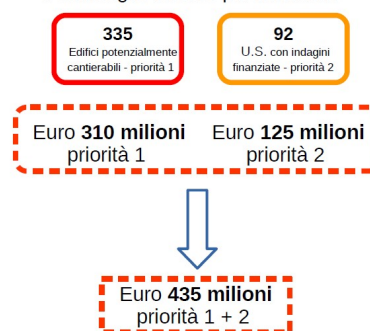 335
Edifici potenzialmente
cantierabili - priorità 1
92
U.S. con indagini
finanziate - priorità 2
Euro 310 milioni
priorità 1
Euro 125 milioni
priorità 2
Euro 435 milioni
priorità 1 + 2